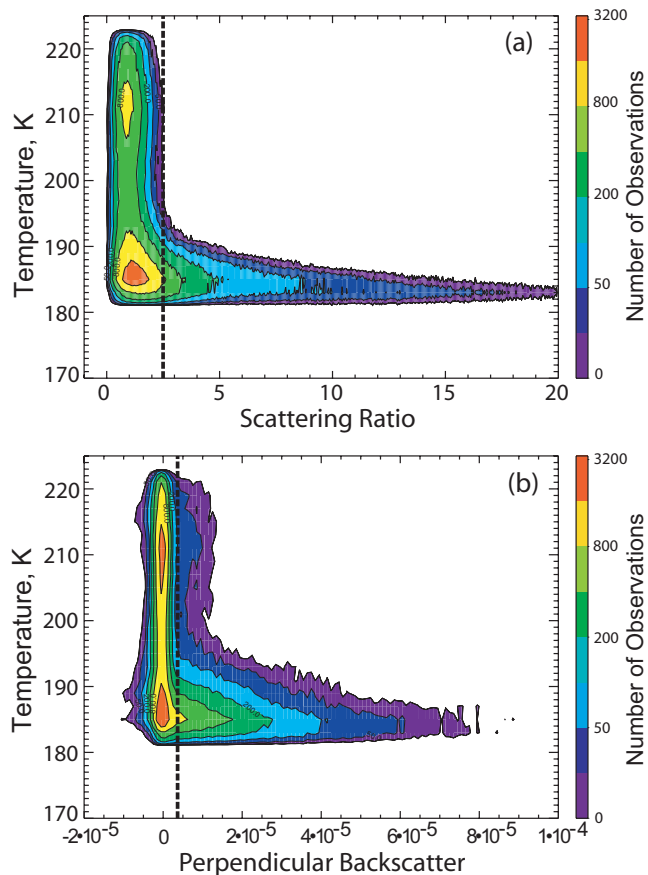 (a)
220
210
200
190
180
170
Temperature, K
800.0
0 5 10 15 20
Scattering Ratio
3200
800
200
50
0
Number of Observations
(b)
220
210
200
190
180
170
Temperature, K
-2•10⁻⁵ 0 2•10⁻⁵ 4•10⁻⁵ 6•10⁻⁵ 8•10⁻⁵ 1•10⁻⁴
Perpendicular Backscatter
3200
800
200
50
0
Number of Observations